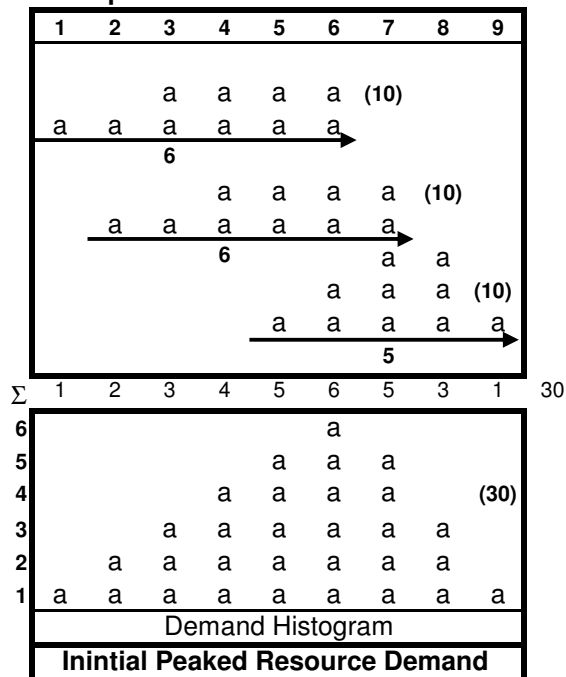 1 2 3 4 5 6 7 8 9
a a a a (10)
a a a a a a
6
a a a a (10)
a a a a a a
6
a a
a a a (10)
a a a a a
5
Σ 1 2 3 4 5 6 5 3 1 30
6 a
5 a a a
4 a a a a (30)
3 a a a a a a
2 a a a a a a a
1 a a a a a a a a a
Demand Histogram
Inintial Peaked Resource Demand